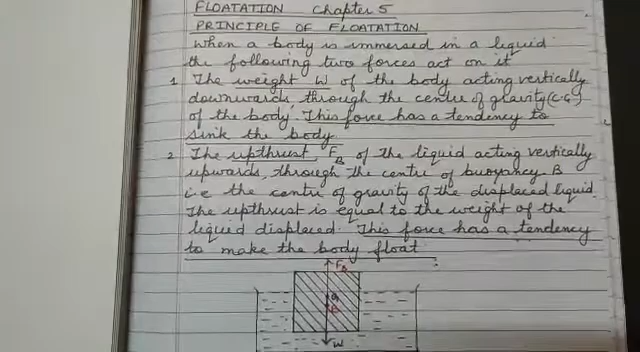 FLOATATION Chapter 5
PRINCIPLE OF FLOATATION
When a body is immersed in a liquid
the following two forces act on it
1. The weight W of the body acting vertically
downwards, through the centre of gravity (C.G)
of the body. This force has a tendency to
sink the body.
2. The upthrust FB of the liquid acting vertically
upwards, through the centre of buoyancy B
i.e the centre of gravity of the displaced liquid.
The upthrust is equal to the weight of the
liquid displaced. This force has a tendency
to make the body float
FB
G
B
W